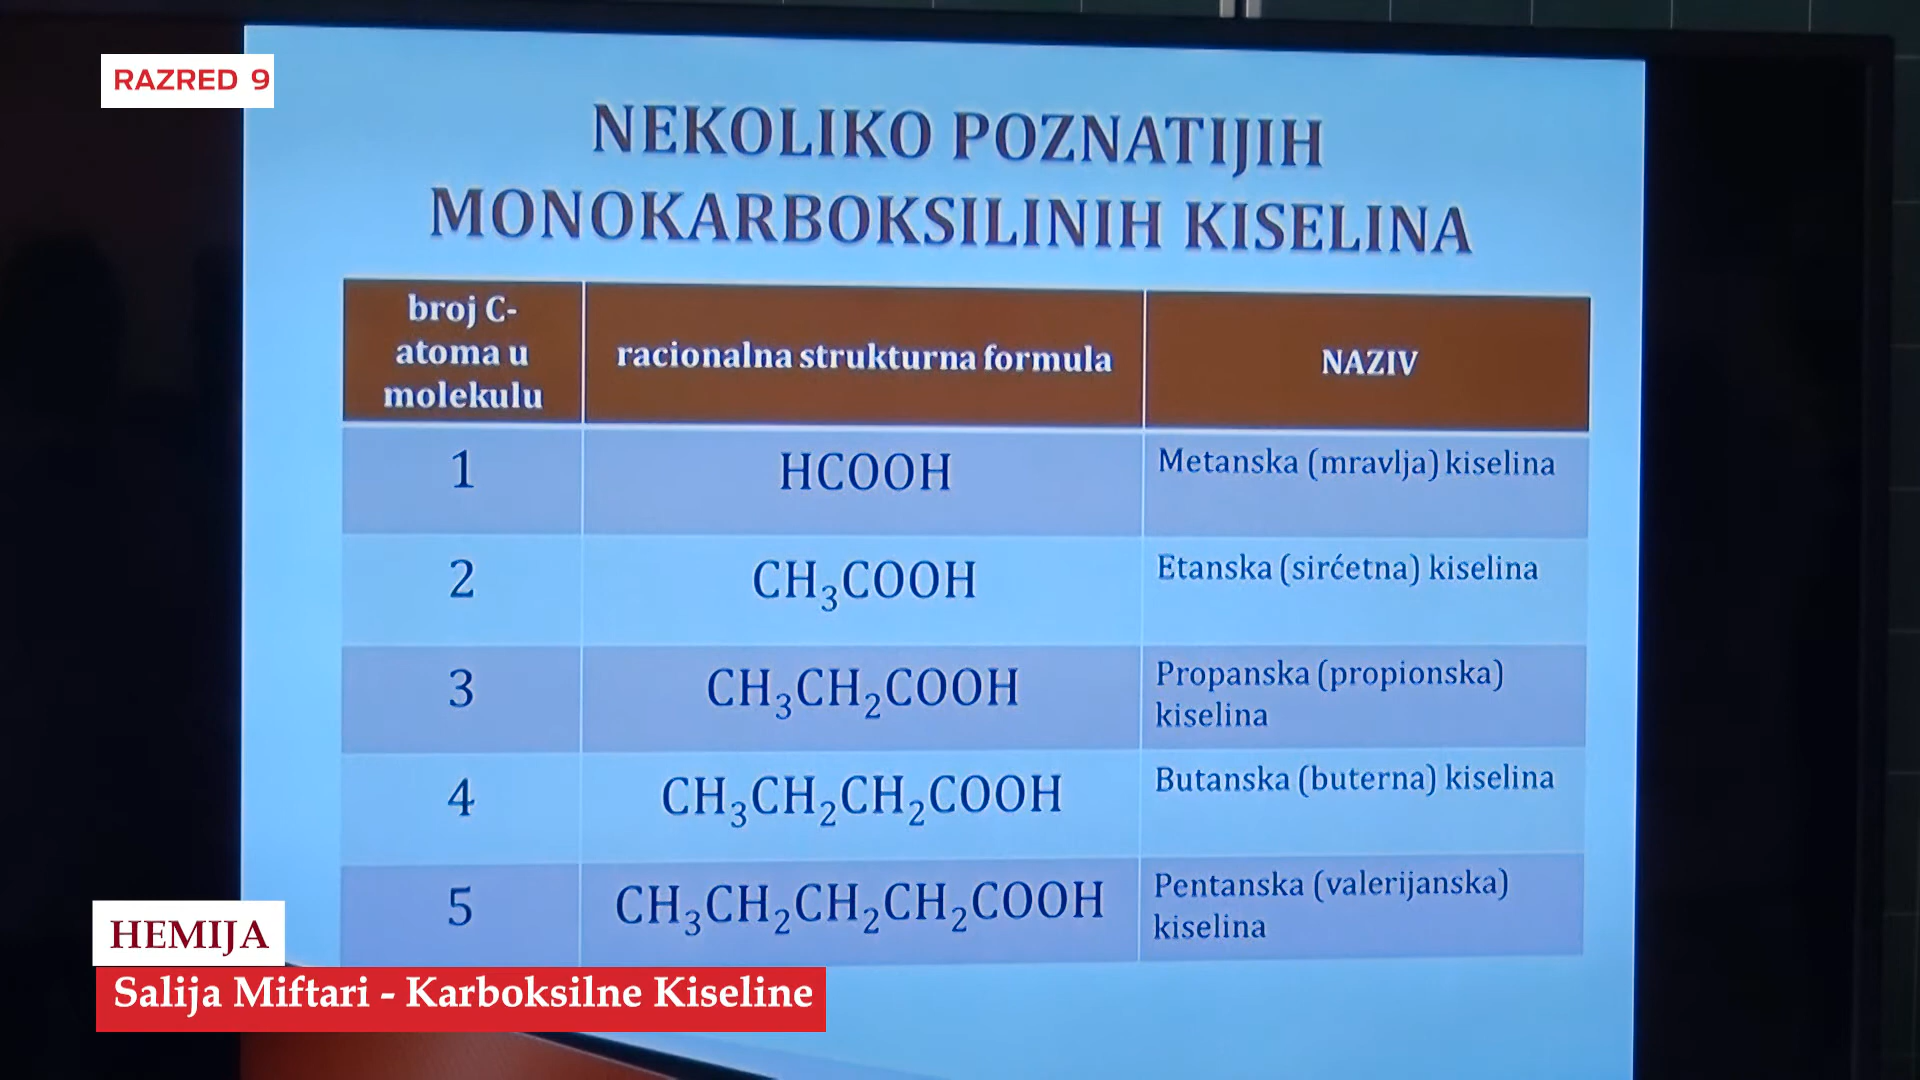 RAZRED 9
NEKOLIKO POZNATIJIH
MONOKARBOKSILINIH KISELINA
broj C-
atoma u
molekulu
racionalna strukturna formula
NAZIV
1
HCOOH
Metanska (mravlja) kiselina
2
CH₃COOH
Etanska (sirćetna) kiselina
3
CH₃CH₂COOH
Propanska (propionska)
kiselina
4
CH₃CH₂CH₂COOH
Butanska (buterna) kiselina
5
CH₃CH₂CH₂CH₂COOH
Pentanska (valerijanska)
kiselina
HEMIJA
Salija Miftari - Karboksilne Kiseline